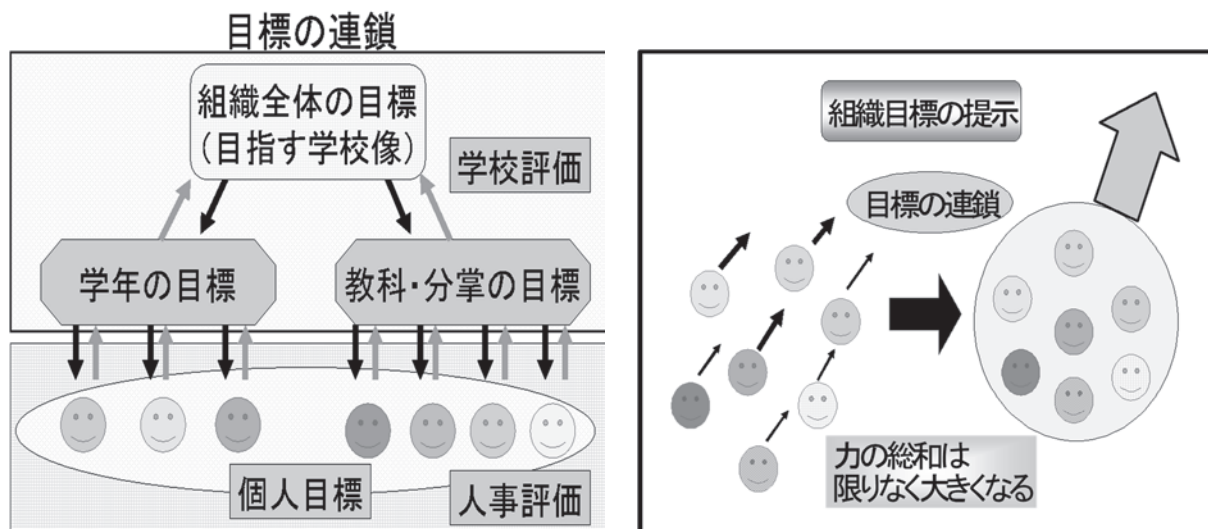 目標の連鎖
組織全体の目標
(目指す学校像)
学校評価
学年の目標
教科・分掌の目標
個人目標
人事評価
組織目標の提示
目標の連鎖
力の総和は
限りなく大きくなる